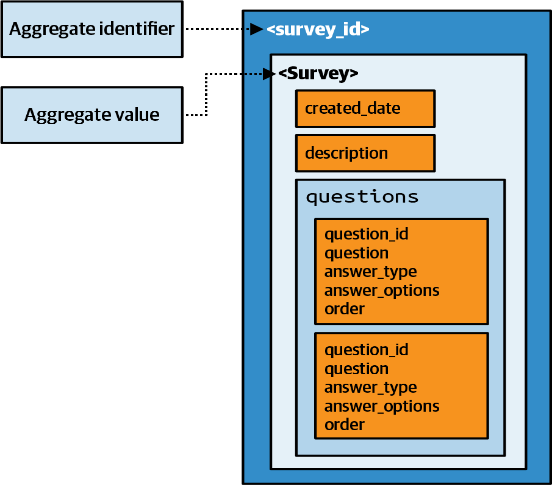 Aggregate identifier
<survey_id>
Aggregate value
<Survey>
created_date
description
questions
question_id
question
answer_type
answer_options
order
question_id
question
answer_type
answer_options
order